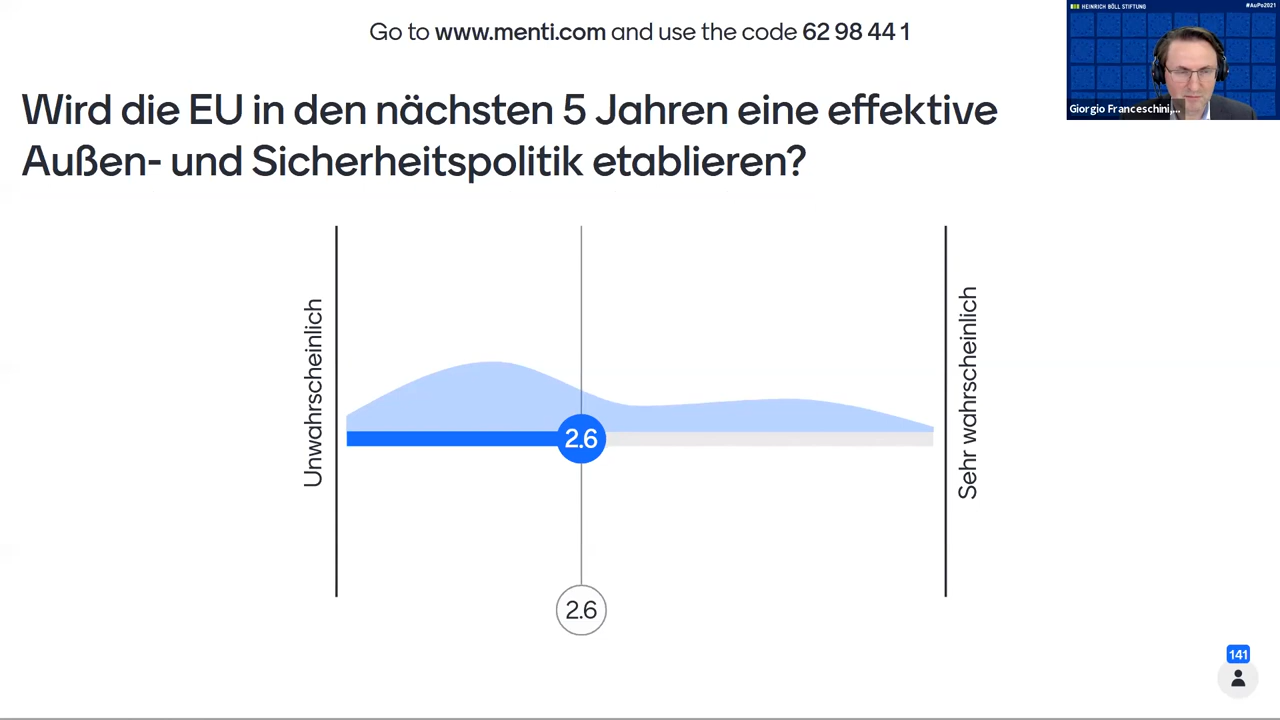 Go to www.menti.com and use the code 62 98 44 1
HEINRICH BÖLL STIFTUNG
#AuPo2021
Giorgio Franceschini,...
Wird die EU in den nächsten 5 Jahren eine effektive
Außen- und Sicherheitspolitik etablieren?
Unwahrscheinlich
Sehr wahrscheinlich
2.6
2.6
141